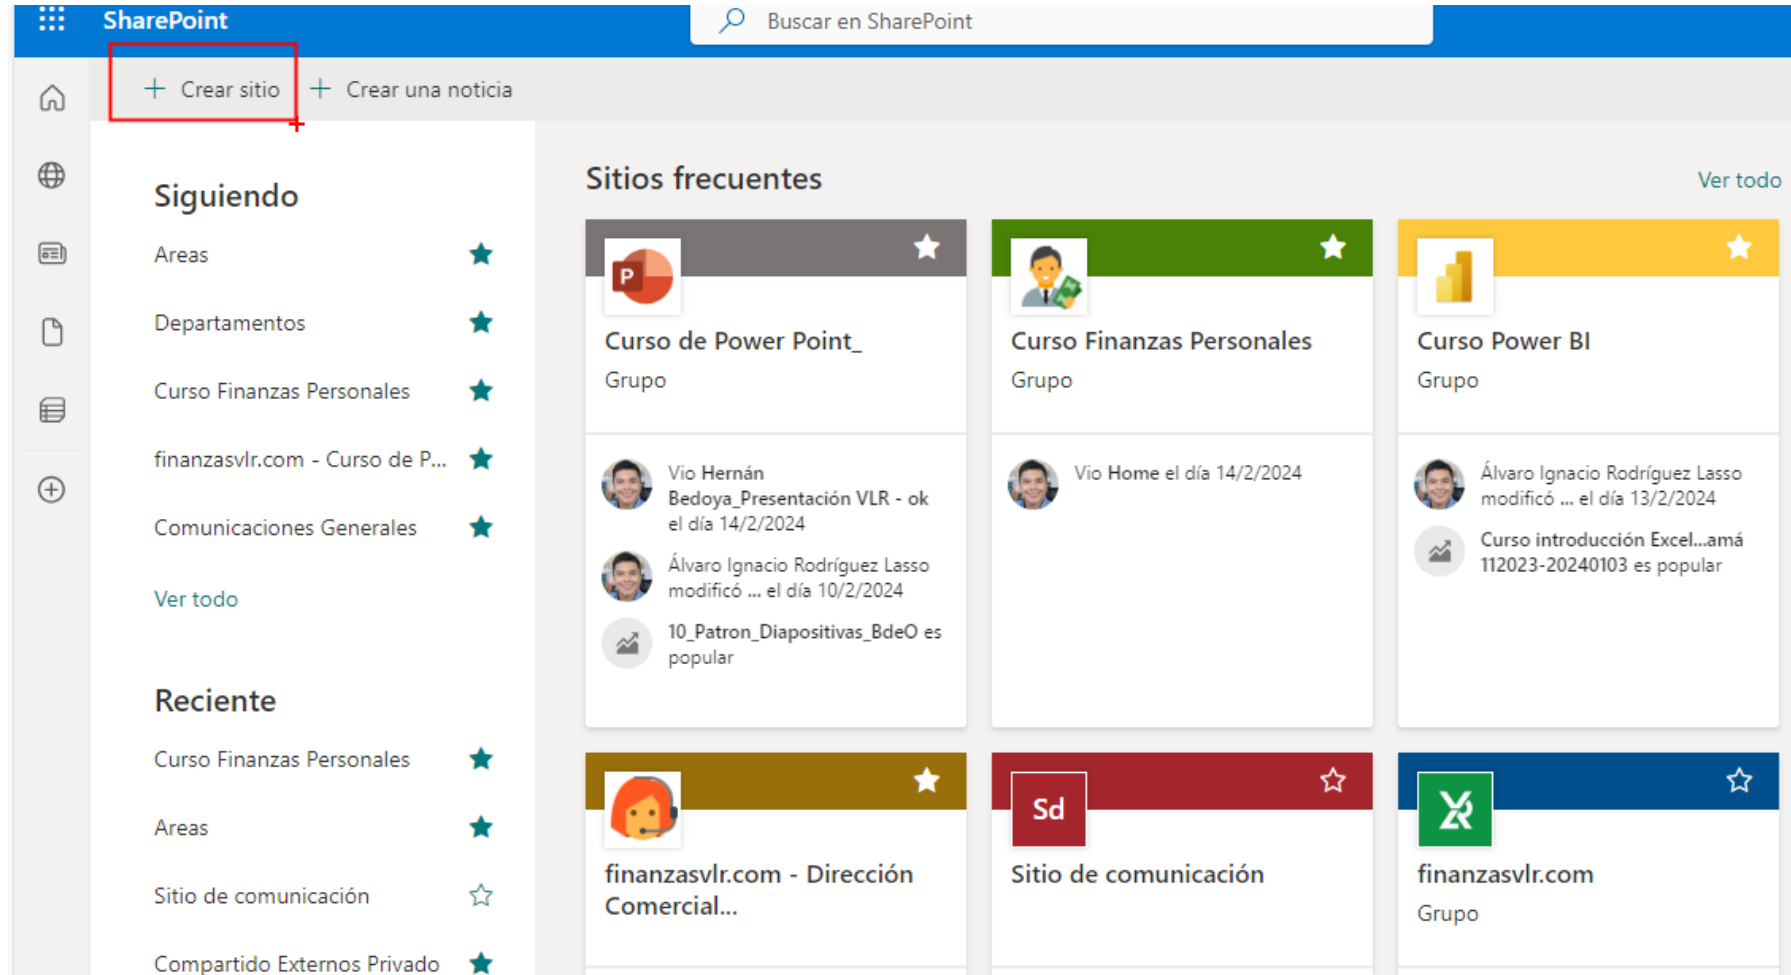 SharePoint
Buscar en SharePoint
Crear sitio
Crear una noticia
Siguiendo
Areas
Departamentos
Curso Finanzas Personales
finanzasvlr.com - Curso de P...
Comunicaciones Generales
Ver todo
Reciente
Curso Finanzas Personales
Areas
Sitio de comunicación
Compartido Externos Privado
Sitios frecuentes
Ver todo
P
Curso de Power Point_
Grupo
Vio Hernán
Bedoya_Presentación VLR - ok
el día 14/2/2024
Álvaro Ignacio Rodríguez Lasso
modificó ... el día 10/2/2024
10_Patron_Diapositivas_BdeO es
popular
Curso Finanzas Personales
Grupo
Vio Home el día 14/2/2024
Curso Power BI
Grupo
Álvaro Ignacio Rodríguez Lasso
modificó ... el día 13/2/2024
Curso introducción Excel...amá
112023-20240103 es popular
finanzasvlr.com - Dirección
Comercial...
Sd
Sitio de comunicación
finanzasvlr.com
Grupo